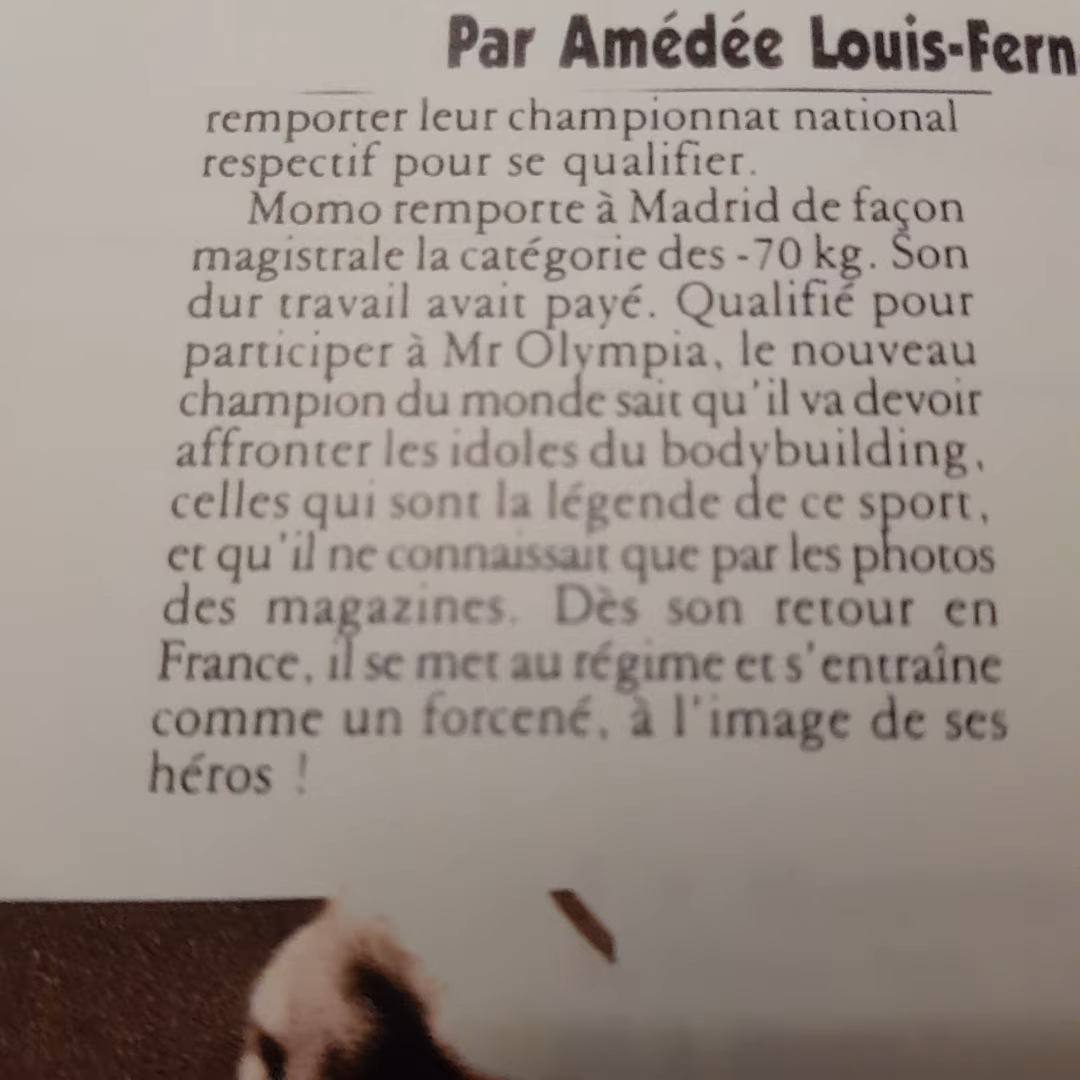 Par Amédée Louis-Fern
remporter leur championnat national
respectif pour se qualifier.
Momo remporte à Madrid de façon
magistrale la catégorie des -70 kg. Son
dur travail avait payé. Qualifié pour
participer à Mr Olympia, le nouveau
champion du monde sait qu'il va devoir
affronter les idoles du bodybuilding,
celles qui sont la légende de ce sport,
et qu'il ne connaissait que par les photos
des magazines. Dès son retour en
France, il se met au régime et s'entraîne
comme un forcené, à l'image de ses
héros !